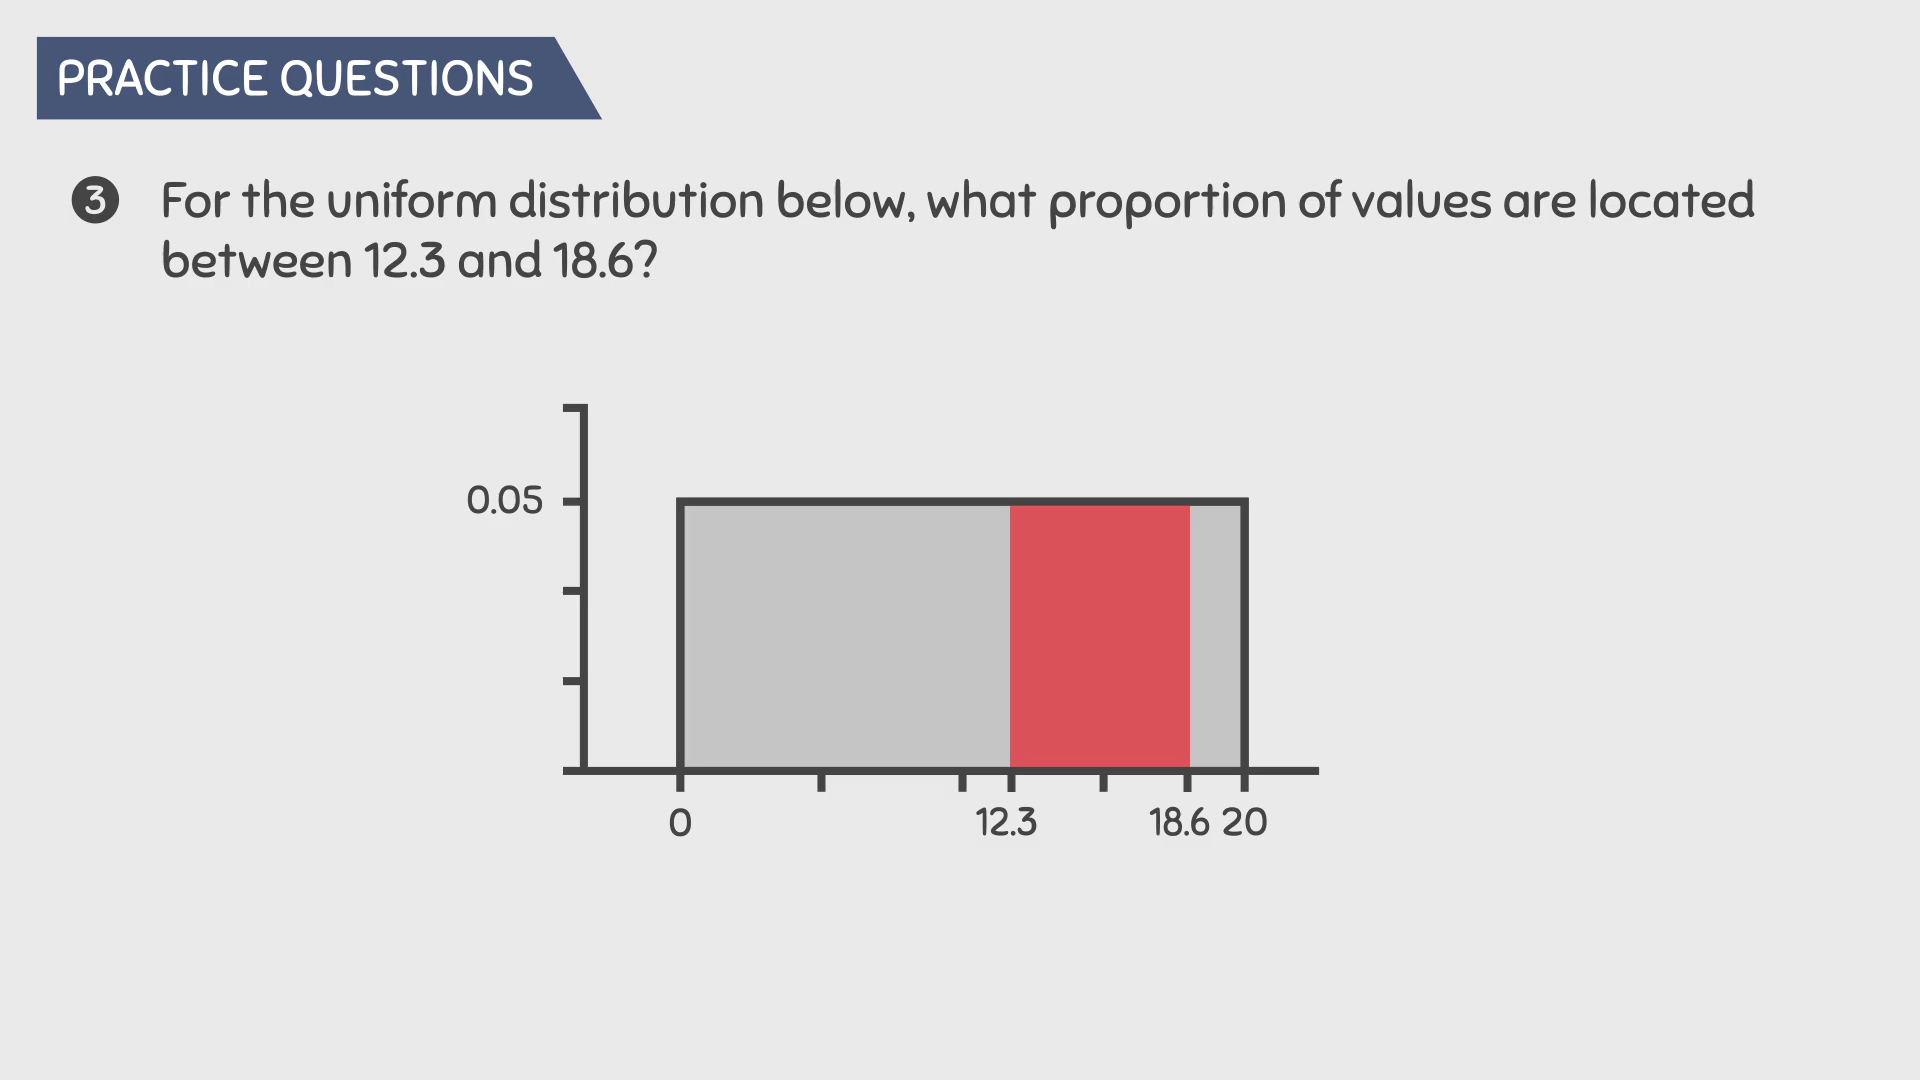 PRACTICE QUESTIONS
3 For the uniform distribution below, what proportion of values are located
between 12.3 and 18.6?
0.05
0 12.3 18.6 20